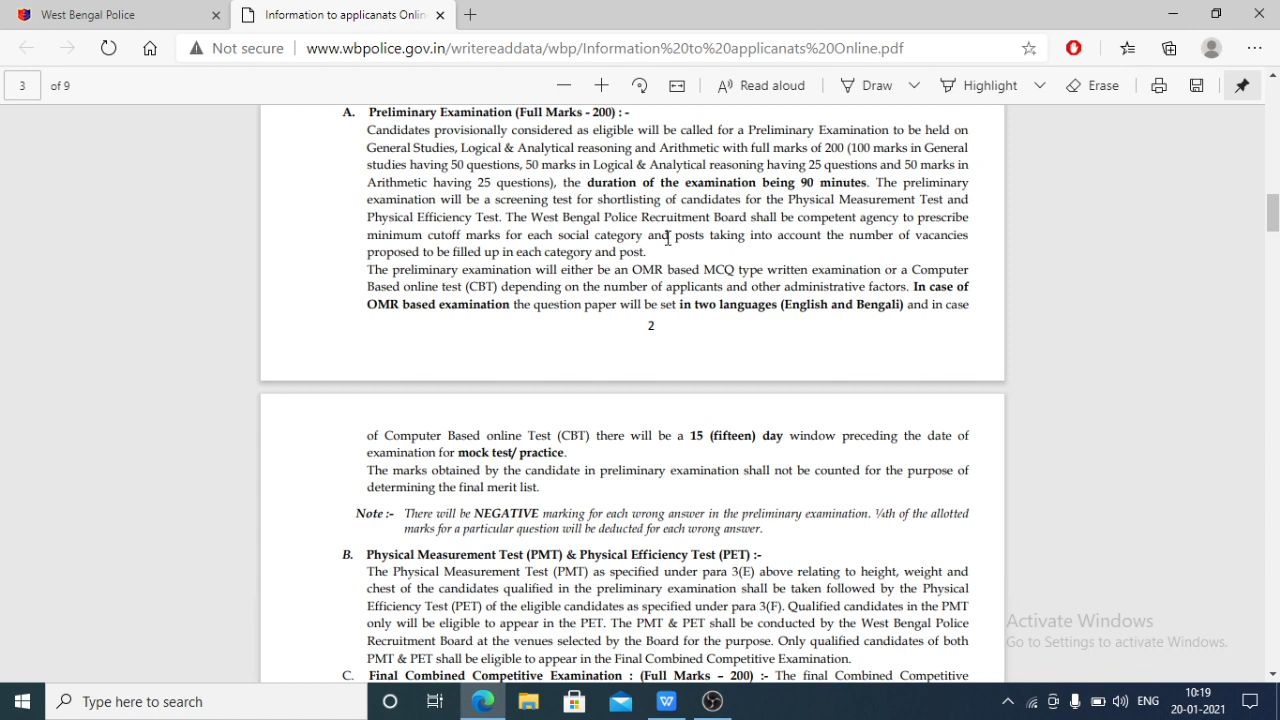 West Bengal Police
Information to applicanats Onlin
Not secure
www.wbpolice.gov.in/writereaddata/wbp/Information%20to%20applicanats%20Online.pdf
3 of 9
Read aloud
Draw
Highlight
Erase
A. Preliminary Examination (Full Marks - 200) : -
Candidates provisionally considered as eligible will be called for a Preliminary Examination to be held on
General Studies, Logical & Analytical reasoning and Arithmetic with full marks of 200 (100 marks in General
studies having 50 questions, 50 marks in Logical & Analytical reasoning having 25 questions and 50 marks in
Arithmetic having 25 questions), the duration of the examination being 90 minutes. The preliminary
examination will be a screening test for shortlisting of candidates for the Physical Measurement Test and
Physical Efficiency Test. The West Bengal Police Recruitment Board shall be competent agency to prescribe
minimum cutoff marks for each social category and posts taking into account the number of vacancies
proposed to be filled up in each category and post.
The preliminary examination will either be an OMR based MCQ type written examination or a Computer
Based online test (CBT) depending on the number of applicants and other administrative factors. In case of
OMR based examination the question paper will be set in two languages (English and Bengali) and in case
2
of Computer Based online Test (CBT) there will be a 15 (fifteen) day window preceding the date of
examination for mock test/ practice.
The marks obtained by the candidate in preliminary examination shall not be counted for the purpose of
determining the final merit list.
Note :- There will be NEGATIVE marking for each wrong answer in the preliminary examination. ¼th of the allotted
marks for a particular question will be deducted for each wrong answer.
B. Physical Measurement Test (PMT) & Physical Efficiency Test (PET) :-
The Physical Measurement Test (PMT) as specified under para 3(E) above relating to height, weight and
chest of the candidates qualified in the preliminary examination shall be taken followed by the Physical
Efficiency Test (PET) of the eligible candidates as specified under para 3(F). Qualified candidates in the PMT
only will be eligible to appear in the PET. The PMT & PET shall be conducted by the West Bengal Police
Recruitment Board at the venues selected by the Board for the purpose. Only qualified candidates of both
PMT & PET shall be eligible to appear in the Final Combined Competitive Examination.
C. Final Combined Competitive Examination : (Full Marks – 200) :- The final Combined Competitive
Activate Windows
Go to Settings to activate Windows.
Type here to search
ENG
10:19
20-01-2021